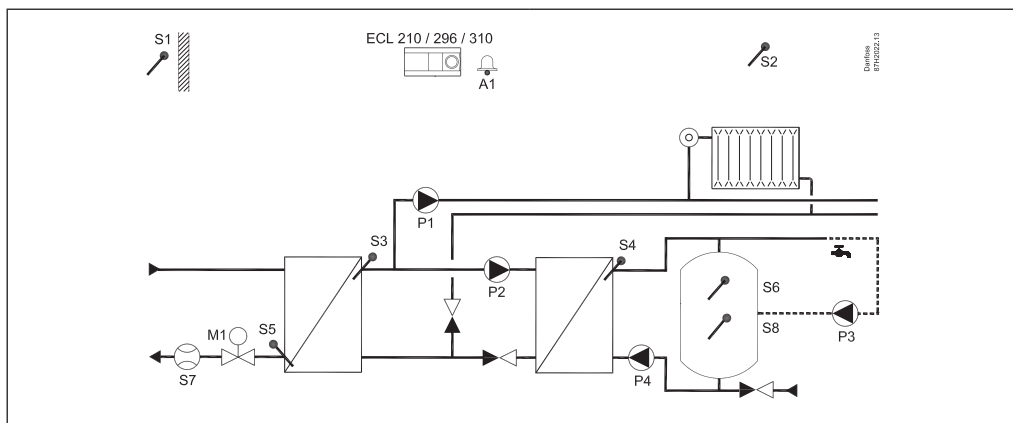 S1
ECL 210 / 296 / 310
A1
S2
Danfoss
87H2022.13
P1
S3
S4
P2
S6
S8
P3
M1
S5
S7
P4